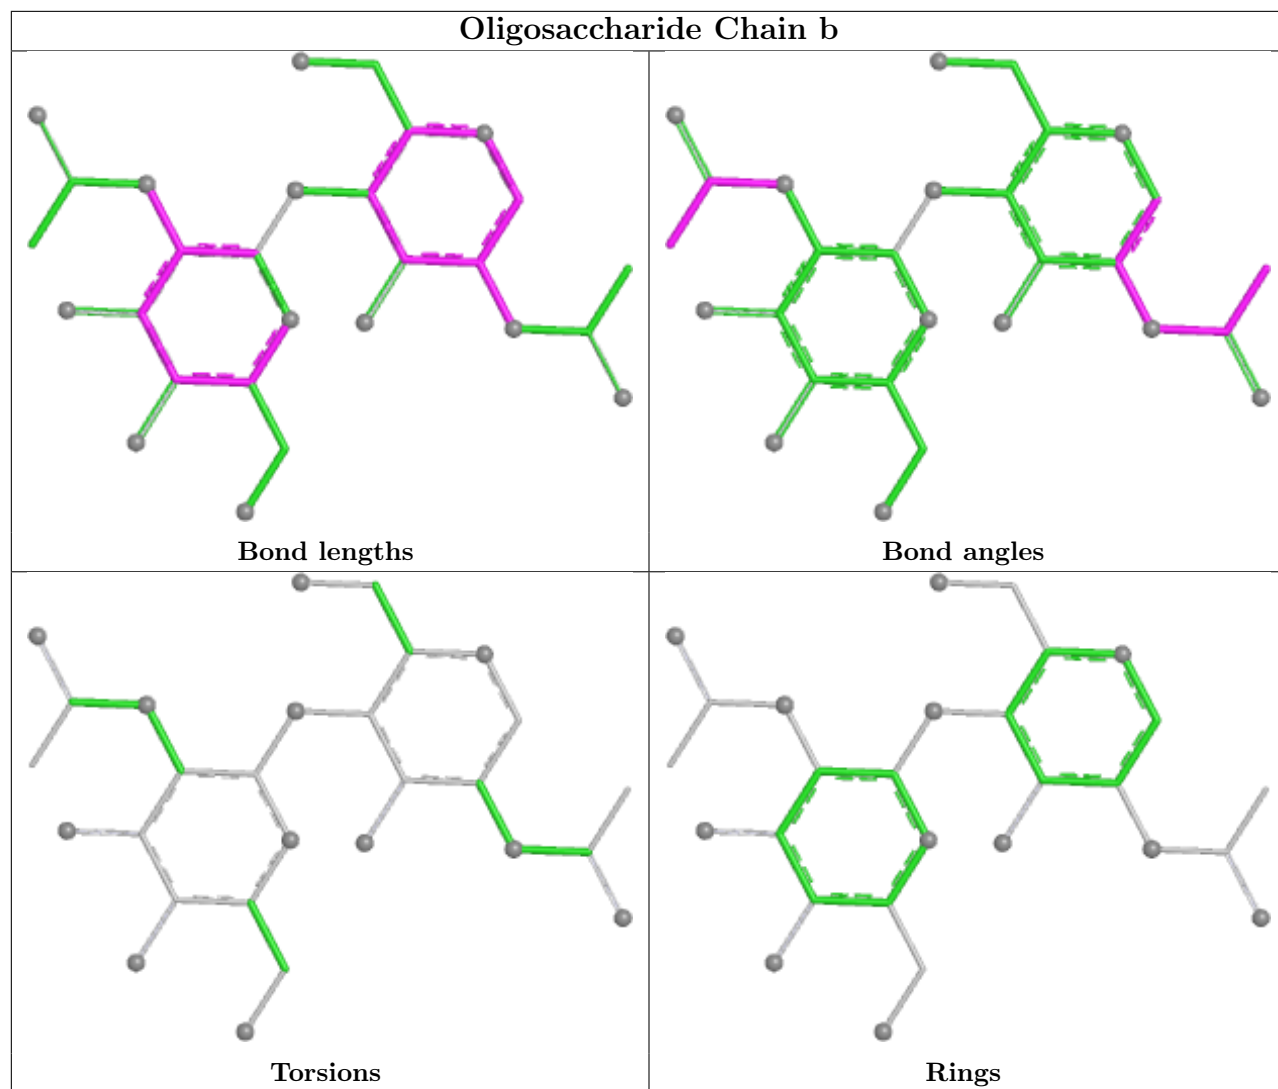 Oligosaccharide Chain b
Bond lengths
Bond angles
Torsions
Rings